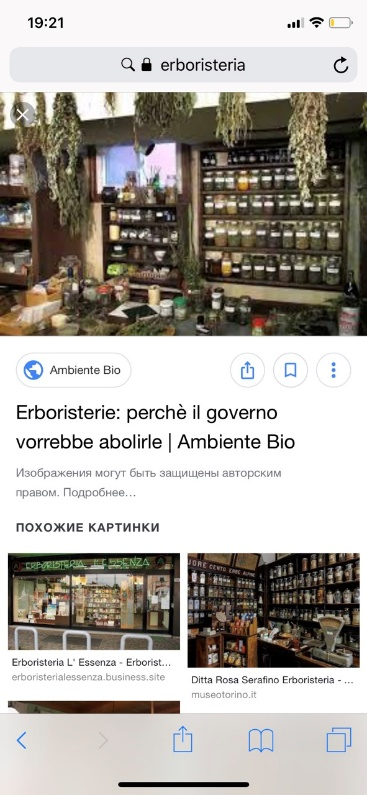 19:21
erboristeria
Ambiente Bio
Erboristerie: perchè il governo
vorrebbe abolirle | Ambiente Bio
Изображения могут быть защищены авторским
правом. Подробнее…
ПОХОЖИЕ КАРТИНКИ
ERBORISTERIA L'ESSENZA
Erboristeria L' Essenza - Erborist...
erboristerialessenza.business.site
Ditta Rosa Serafino Erboristeria - ...
museotorino.it